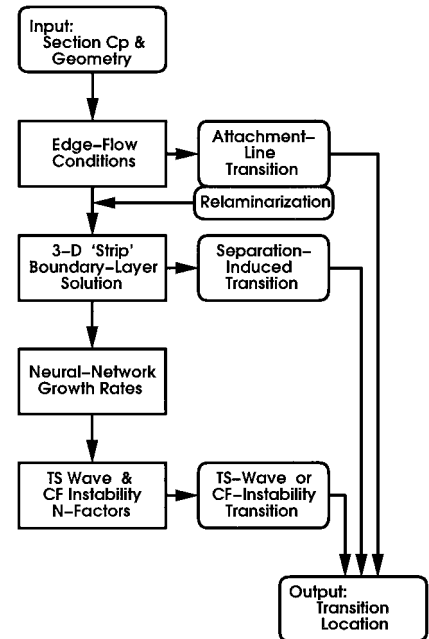 Input:
Section Cp &
Geometry
Edge-Flow
Conditions
Attachment-
Line
Transition
Relaminarization
3-D 'Strip'
Boundary-Layer
Solution
Separation-
Induced
Transition
Neural-Network
Growth Rates
TS Wave &
CF Instability
N-Factors
TS-Wave or
CF-Instability
Transition
Output:
Transition
Location